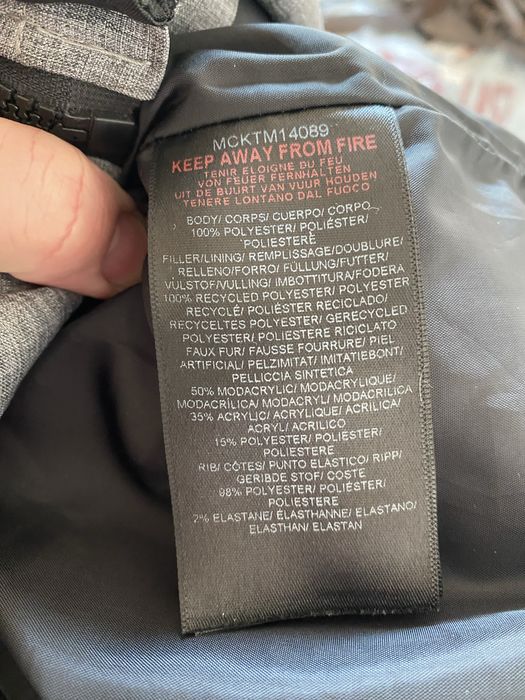 MCKTM14089
KEEP AWAY FROM FIRE
TENIR ELOIGNE DU FEU
VON FEUER FERNHALTEN
UIT DE BUURT VAN VUUR HOUDEN
TENERE LONTANO DAL FUOCO
BODY/ CORPS/ CUERPO/ CORPO
100% POLYESTER/ POLIÉSTER/
POLIESTERE
FILLER/LINING/ REMPLISSAGE/DOUBLURE/
RELLENO/FORRO/ FÜLLUNG/FUTTER/
VULSTOF/VULLING/ IMBOTTITURA/FODERA
100% RECYCLED POLYESTER/ POLYESTER
RECYCLÉ/ POLIÉSTER RECICLADO/
RECYCELTES POLYESTER/ GERECYCLED
POLYESTER/ POLIESTERE RICICLATO
FAUX FUR/ FAUSSE FOURRURE/ PIEL
ARTIFICIAL/ PELZIMITAT/ IMITATIEBONT/
PELLICCIA SINTETICA
50% MODACRYLIC/ MODACRYLIQUE/
MODACRÍLICA/ MODACRYL/ MODACRILICA
35% ACRYLIC/ ACRYLIQUE/ ACRILICA/
ACRYL/ ACRILICO
15% POLYESTER/ POLIÉSTER/
POLIESTERE
RIB/ CÔTES/ PUNTO ELASTICO/ RIPP/
GERIBDE STOF/ COSTE
98% POLYESTER/ POLIÉSTER/
POLIESTERE
2% ELASTANE/ ÉLASTHANNE/ ELASTANO/
ELASTHAN/ ELASTAN